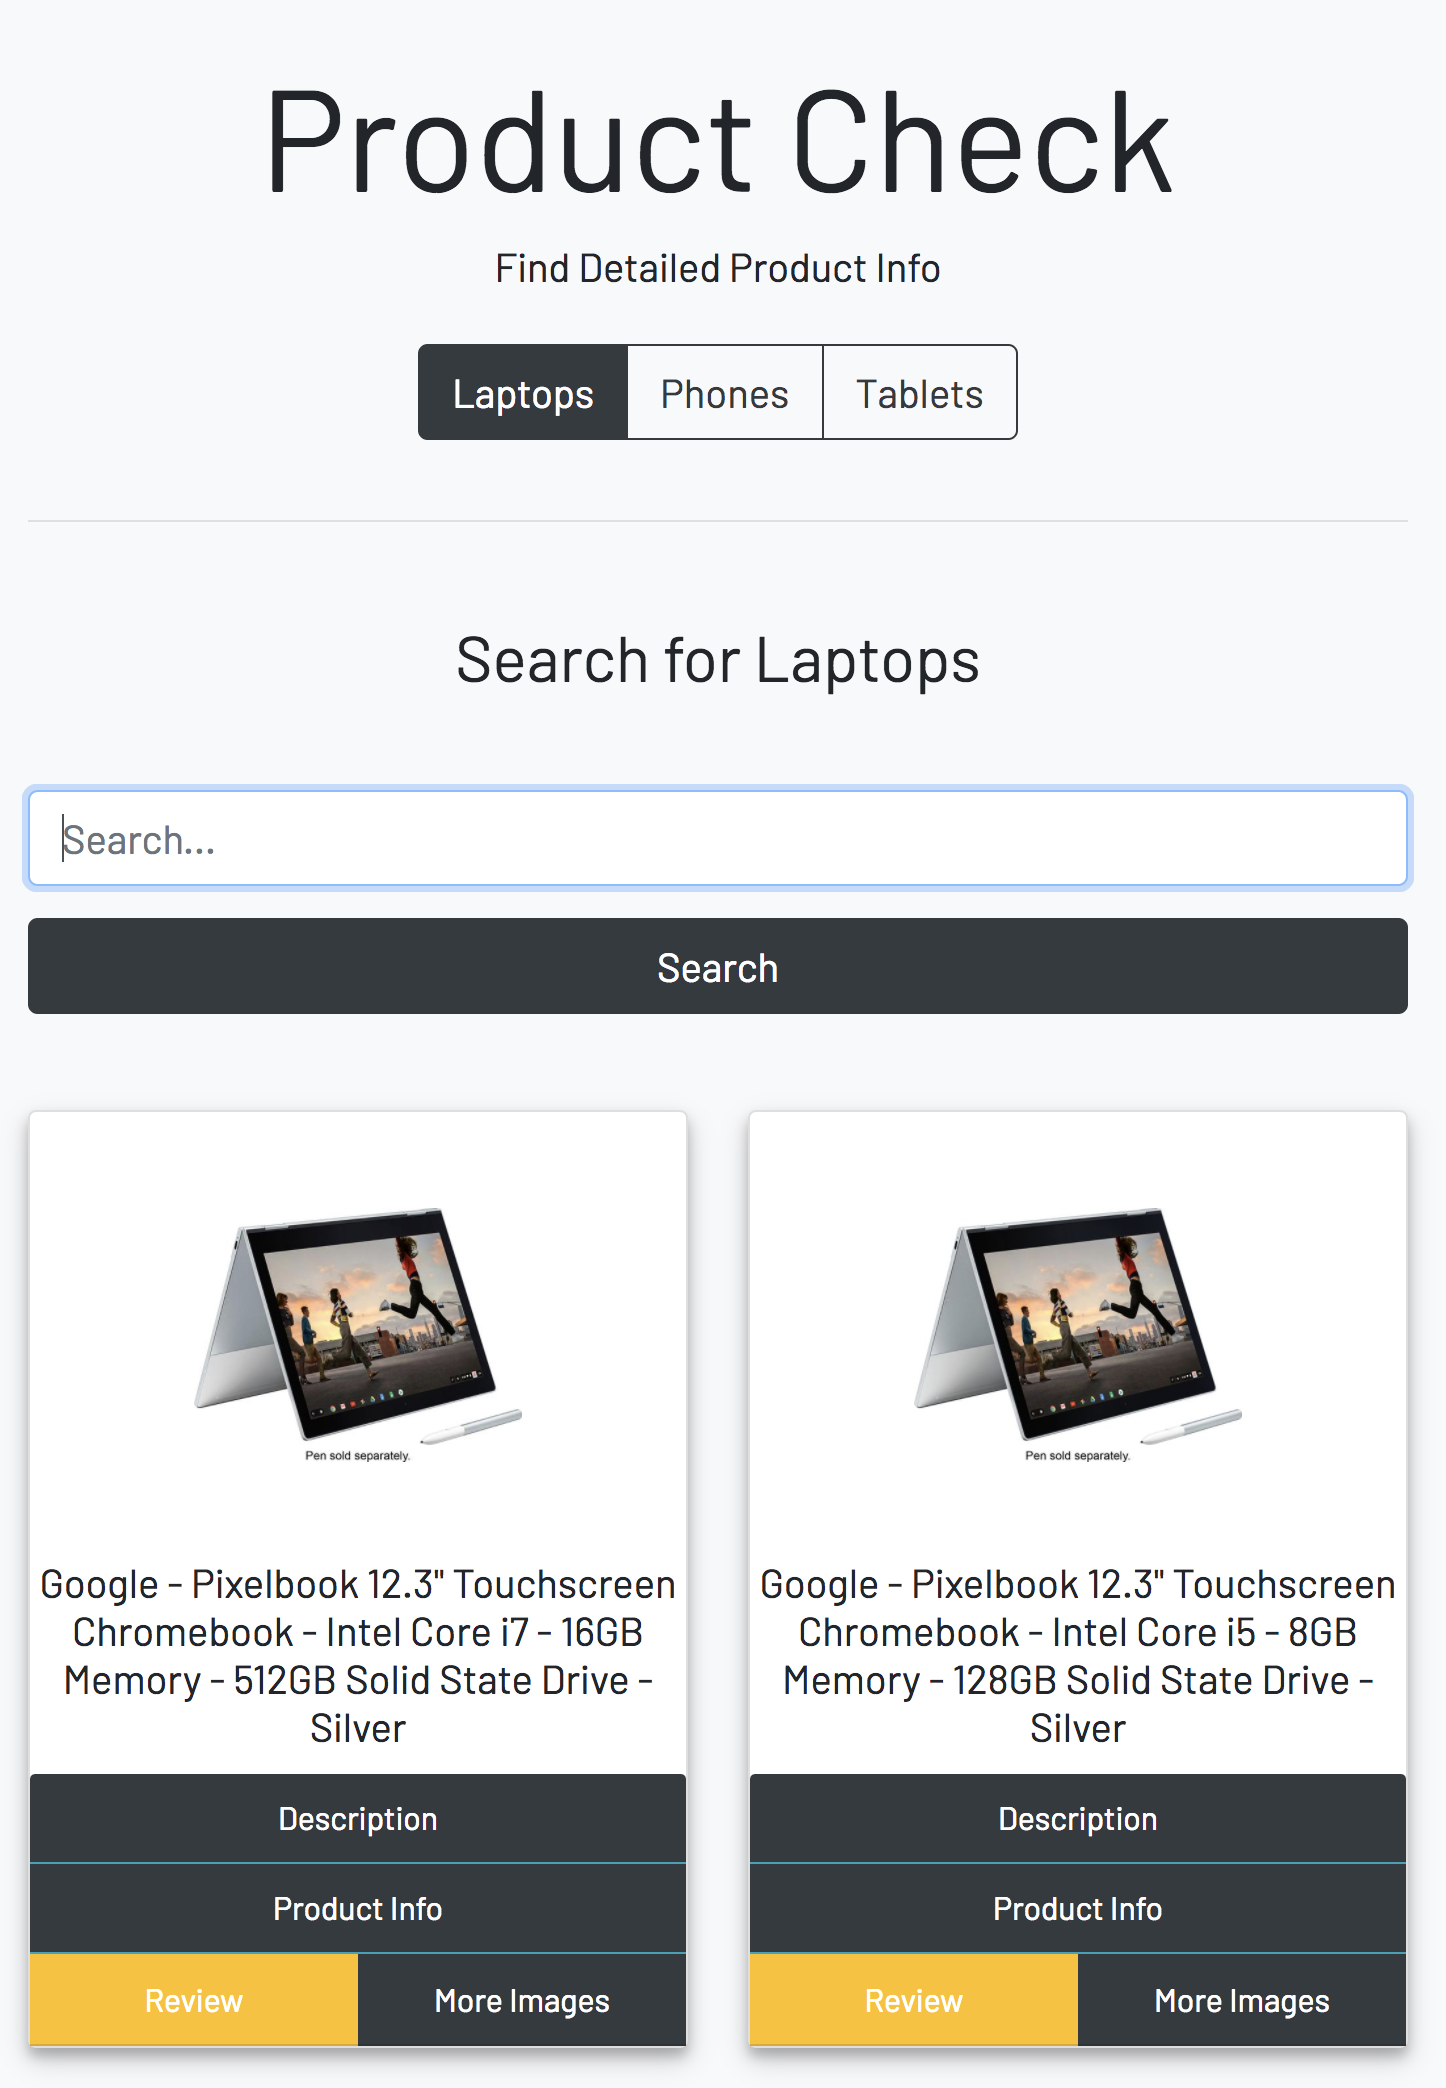 Product Check
Find Detailed Product Info
Laptops Phones Tablets
Search for Laptops
Search...
Search
Pen sold separately.
Google - Pixelbook 12.3" Touchscreen
Chromebook - Intel Core i7 - 16GB
Memory - 512GB Solid State Drive -
Silver
Description
Product Info
Review More Images
Pen sold separately.
Google - Pixelbook 12.3" Touchscreen
Chromebook - Intel Core i5 - 8GB
Memory - 128GB Solid State Drive -
Silver
Description
Product Info
Review More Images